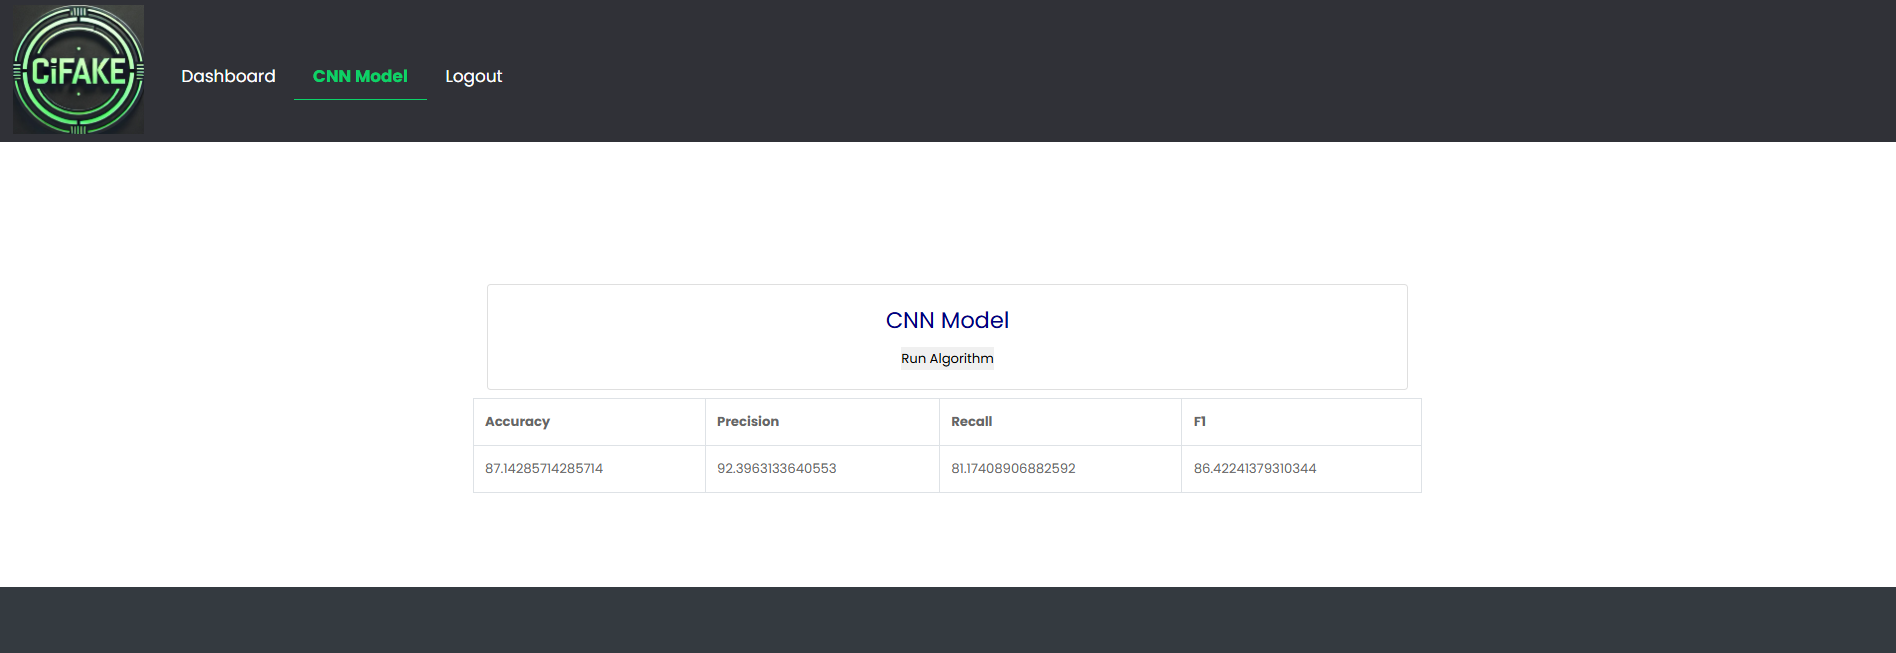 CiFAKE
Dashboard CNN Model Logout
CNN Model
Run Algorithm
Accuracy Precision Recall F1
87.14285714285714 92.3963133640553 81.17408906882592 86.42241379310344